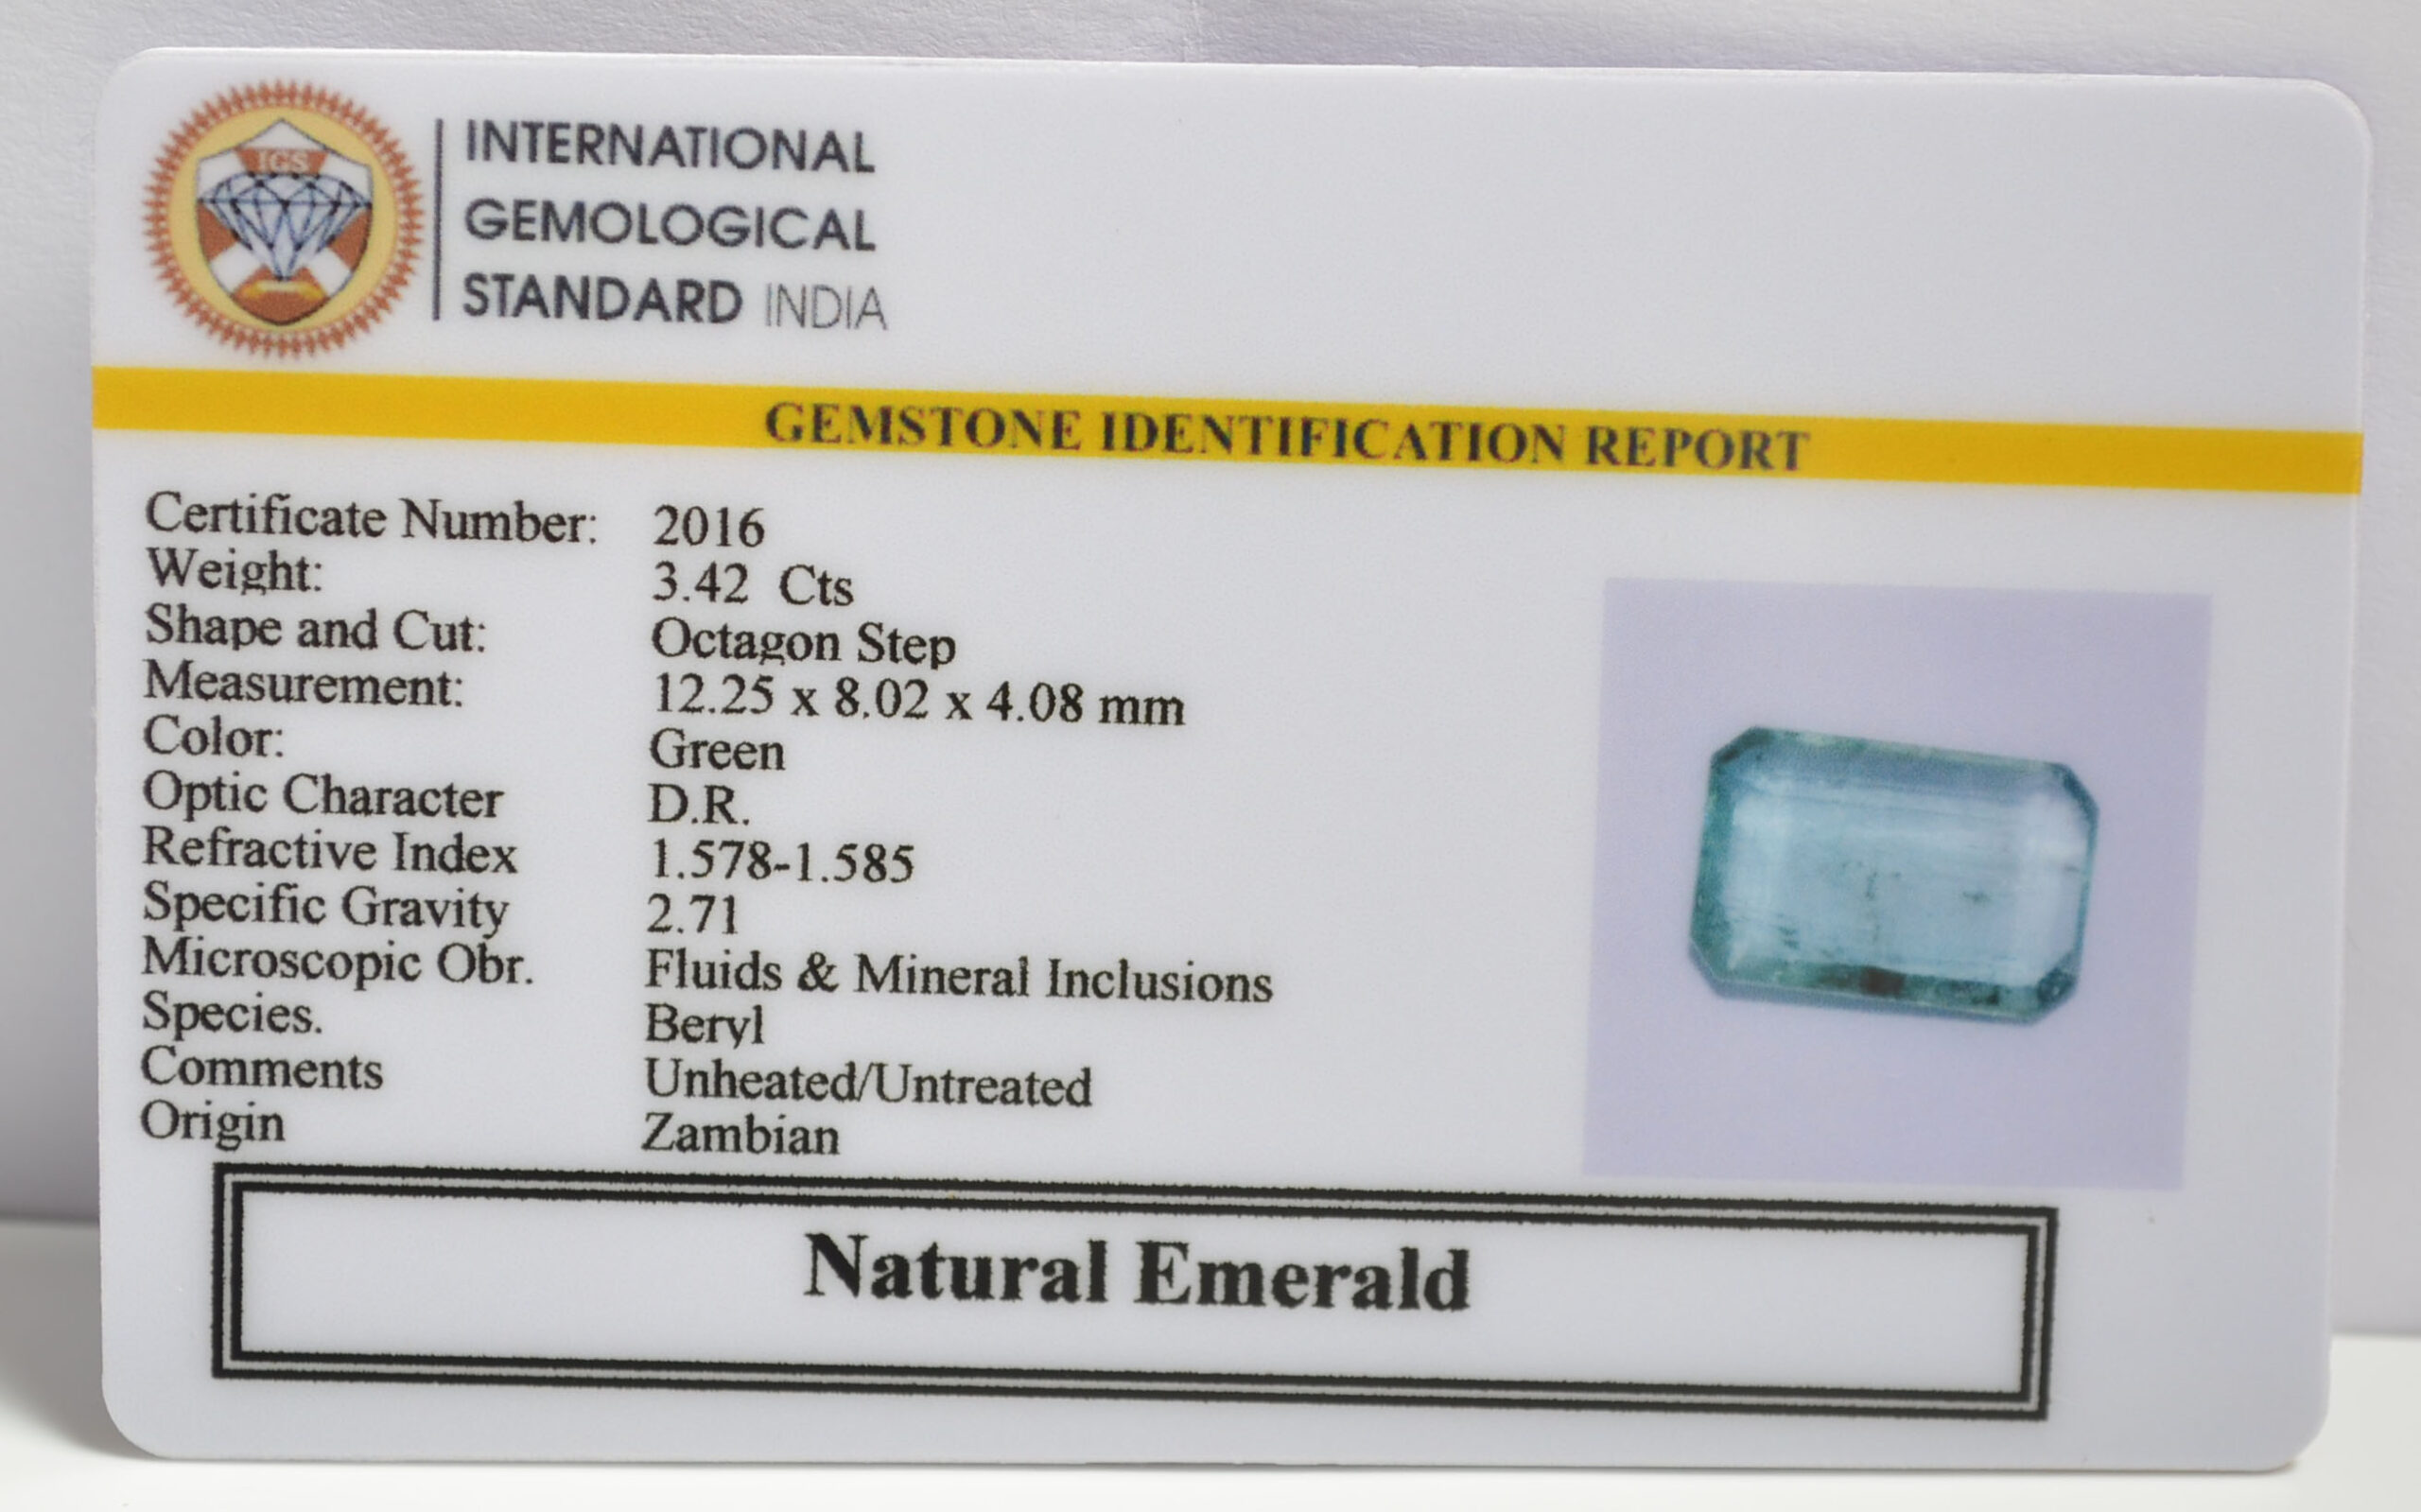 IGS
INTERNATIONAL
GEMOLOGICAL
STANDARD INDIA
GEMSTONE IDENTIFICATION REPORT
Certificate Number: 2016
Weight: 3.42 Cts
Shape and Cut: Octagon Step
Measurement: 12.25 x 8.02 x 4.08 mm
Color: Green
Optic Character D.R.
Refractive Index 1.578-1.585
Specific Gravity 2.71
Microscopic Obr. Fluids & Mineral Inclusions
Species. Beryl
Comments Unheated/Untreated
Origin Zambian
Natural Emerald